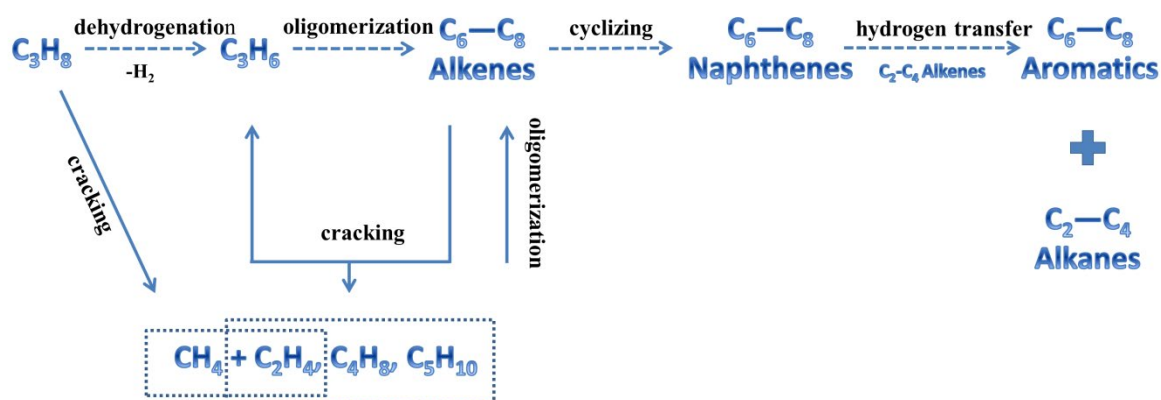 dehydrogenation
oligomerization
cyclizing
hydrogen transfer
C₃H₈
C₃H₆
C₆—C₈
Alkenes
C₆—C₈
Naphthenes
C₆—C₈
Aromatics
-H₂
C₂-C₄ Alkenes
cracking
cracking
oligomerization
+
C₂—C₄
Alkanes
CH₄ + C₂H₄, C₄H₈, C₅H₁₀